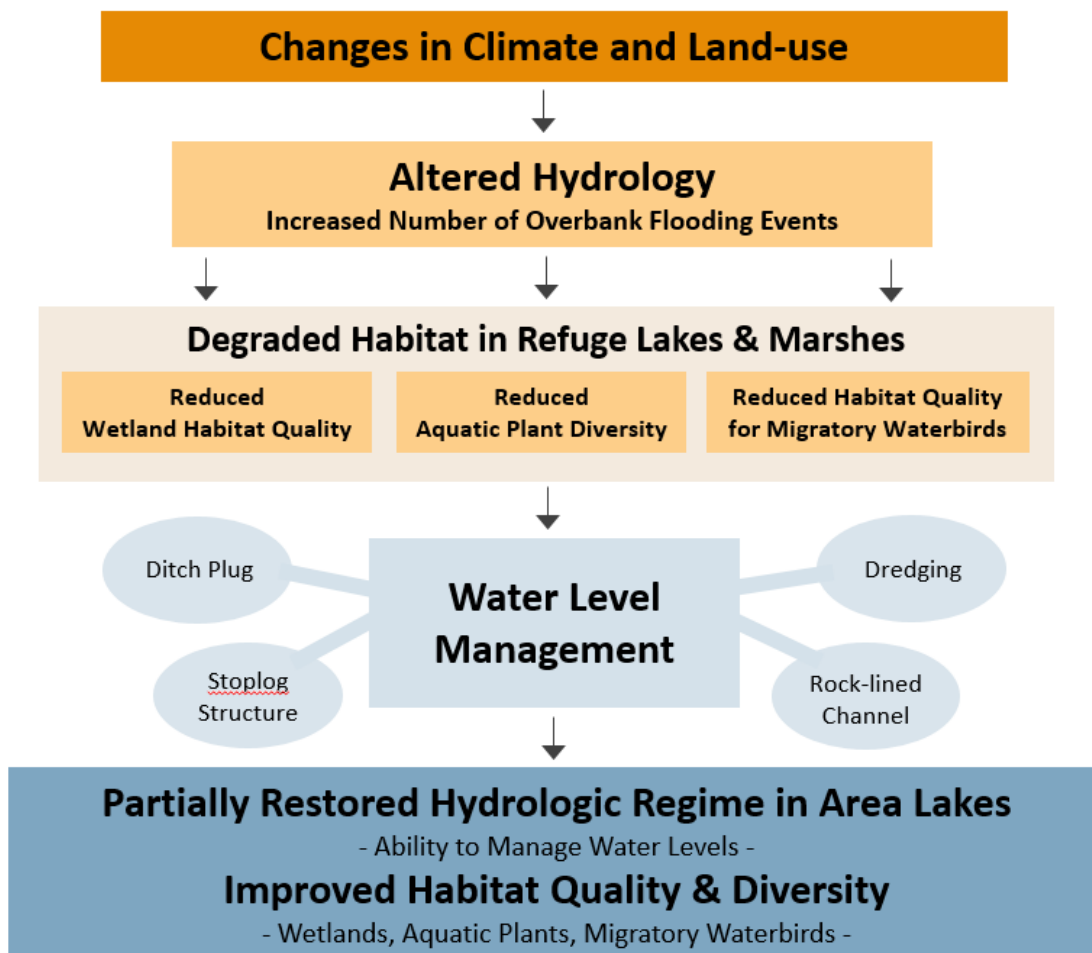 Changes in Climate and Land-use
Altered Hydrology
Increased Number of Overbank Flooding Events
Degraded Habitat in Refuge Lakes & Marshes
Reduced
Wetland Habitat Quality
Reduced
Aquatic Plant Diversity
Reduced Habitat Quality
for Migratory Waterbirds
Ditch Plug
Dredging
Water Level
Management
Stoplog
Structure
Rock-lined
Channel
Partially Restored Hydrologic Regime in Area Lakes
- Ability to Manage Water Levels -
Improved Habitat Quality & Diversity
- Wetlands, Aquatic Plants, Migratory Waterbirds -